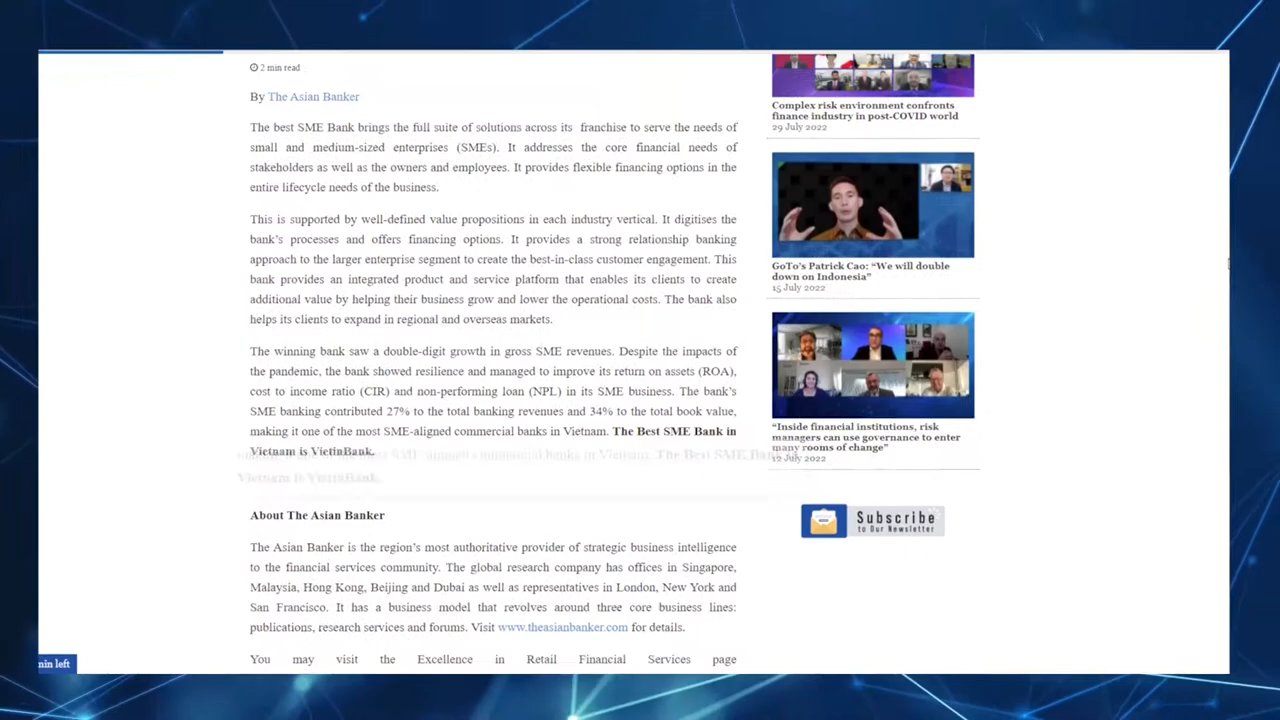 2 min read
By The Asian Banker
The best SME Bank brings the full suite of solutions across its franchise to serve the needs of
small and medium-sized enterprises (SMEs). It addresses the core financial needs of
stakeholders as well as the owners and employees. It provides flexible financing options in the
entire lifecycle needs of the business.
This is supported by well-defined value propositions in each industry vertical. It digitises the
bank's processes and offers financing options. It provides a strong relationship banking
approach to the larger enterprise segment to create the best-in-class customer engagement. This
bank provides an integrated product and service platform that enables its clients to create
additional value by helping their business grow and lower the operational costs. The bank also
helps its clients to expand in regional and overseas markets.
The winning bank saw a double-digit growth in gross SME revenues. Despite the impacts of
the pandemic, the bank showed resilience and managed to improve its return on assets (ROA),
cost to income ratio (CIR) and non-performing loan (NPL) in its SME business. The bank's
SME banking contributed 27% to the total banking revenues and 34% to the total book value,
making it one of the most SME-aligned commercial banks in Vietnam. The Best SME Bank in
Vietnam is VietinBank.
About The Asian Banker
The Asian Banker is the region's most authoritative provider of strategic business intelligence
to the financial services community. The global research company has offices in Singapore,
Malaysia, Hong Kong, Beijing and Dubai as well as representatives in London, New York and
San Francisco. It has a business model that revolves around three core business lines:
publications, research services and forums. Visit www.theasianbanker.com for details.
You may visit the Excellence in Retail Financial Services page
Complex risk environment confronts
finance industry in post-COVID world
29 July 2022
GoTo's Patrick Cao: “We will double
down on Indonesia”
15 July 2022
“Inside financial institutions, risk
managers can use governance to enter
many rooms of change”
12 July 2022
Subscribe
to Our Newsletter
min left